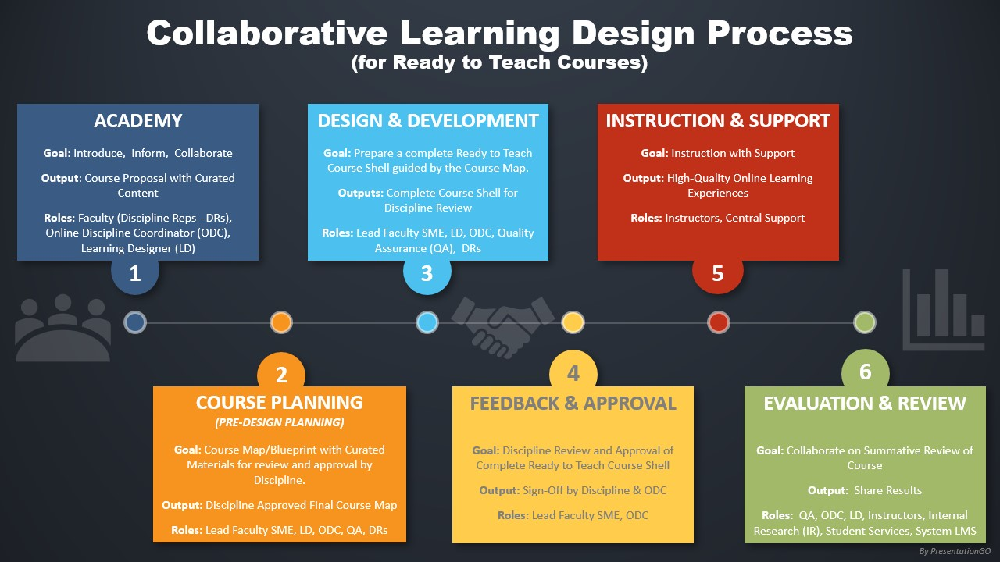 Collaborative Learning Design Process
(for Ready to Teach Courses)
ACADEMY
Goal: Introduce, Inform, Collaborate
Output: Course Proposal with Curated
Content
Roles: Faculty (Discipline Reps - DRs),
Online Discipline Coordinator (ODC),
Learning Designer (LD)
1
COURSE PLANNING
(PRE-DESIGN PLANNING)
Goal: Course Map/Blueprint with Curated
Materials for review and approval by
Discipline.
Output: Discipline Approved Final Course Map
Roles: Lead Faculty SME, LD, ODC, QA, DRs
2
DESIGN & DEVELOPMENT
Goal: Prepare a complete Ready to Teach
Course Shell guided by the Course Map.
Outputs: Complete Course Shell for
Discipline Review
Roles: Lead Faculty SME, LD, ODC, Quality
Assurance (QA), DRs
3
FEEDBACK & APPROVAL
Goal: Discipline Review and Approval of
Complete Ready to Teach Course Shell
Output: Sign-Off by Discipline & ODC
Roles: Lead Faculty SME, ODC
4
INSTRUCTION & SUPPORT
Goal: Instruction with Support
Output: High-Quality Online Learning
Experiences
Roles: Instructors, Central Support
5
EVALUATION & REVIEW
Goal: Collaborate on Summative Review of
Course
Output: Share Results
Roles: QA, ODC, LD, Instructors, Internal
Research (IR), Student Services, System LMS
6
By PresentationGO